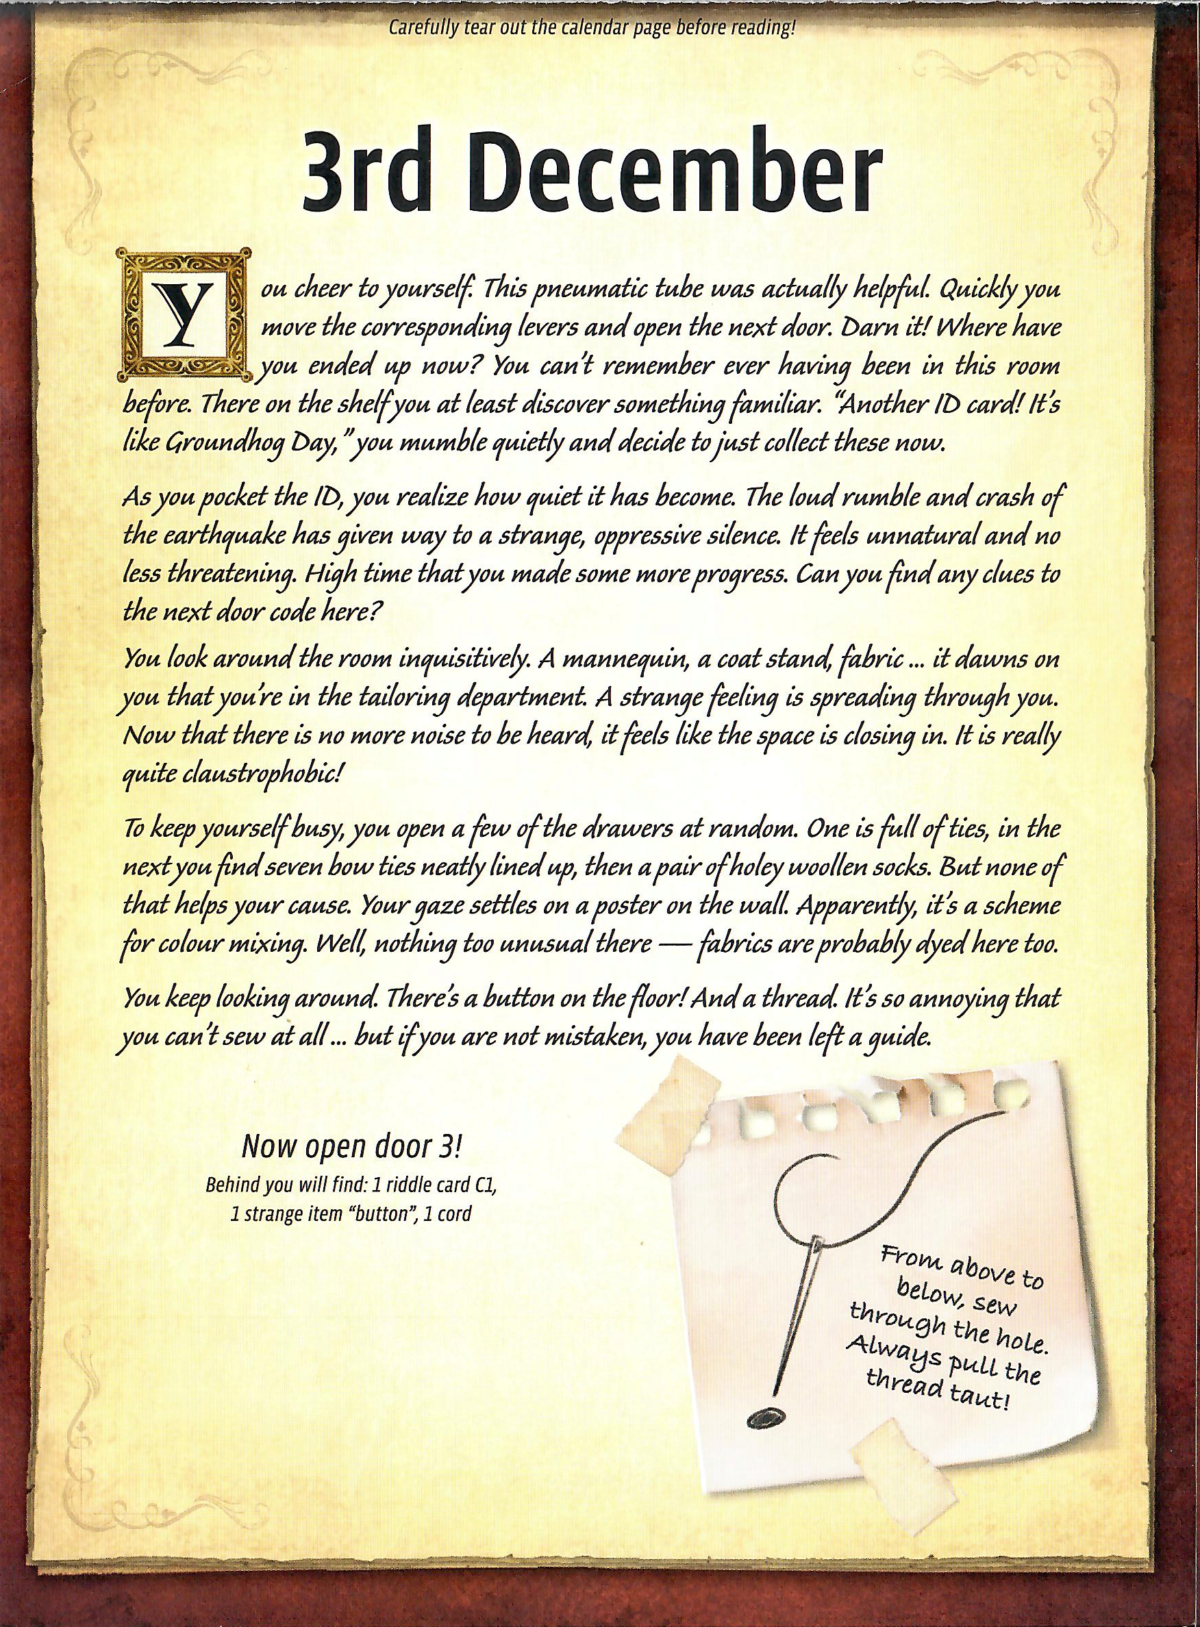 Carefully tear out the calendar page before reading!
3rd December
You cheer to yourself. This pneumatic tube was actually helpful. Quickly you
move the corresponding levers and open the next door. Darn it! Where have
you ended up now? You can't remember ever having been in this room
before. There on the shelf you at least discover something familiar. “Another ID card! It's
like Groundhog Day,” you mumble quietly and decide to just collect these now.
As you pocket the ID, you realize how quiet it has become. The loud rumble and crash of
the earthquake has given way to a strange, oppressive silence. It feels unnatural and no
less threatening. High time that you made some more progress. Can you find any clues to
the next door code here?
You look around the room inquisitively. A mannequin, a coat stand, fabric ... it dawns on
you that you're in the tailoring department. A strange feeling is spreading through you.
Now that there is no more noise to be heard, it feels like the space is closing in. It is really
quite claustrophobic!
To keep yourself busy, you open a few of the drawers at random. One is full of ties, in the
next you find seven bow ties neatly lined up, then a pair of holey woollen socks. But none of
that helps your cause. Your gaze settles on a poster on the wall. Apparently, it's a scheme
for colour mixing. Well, nothing too unusual there — fabrics are probably dyed here too.
You keep looking around. There's a button on the floor! And a thread. It's so annoying that
you can't sew at all ... but if you are not mistaken, you have been left a guide.
Now open door 3!
Behind you will find: 1 riddle card C1,
1 strange item “button”, 1 cord
From above to
below, sew
through the hole.
Always pull the
thread taut!